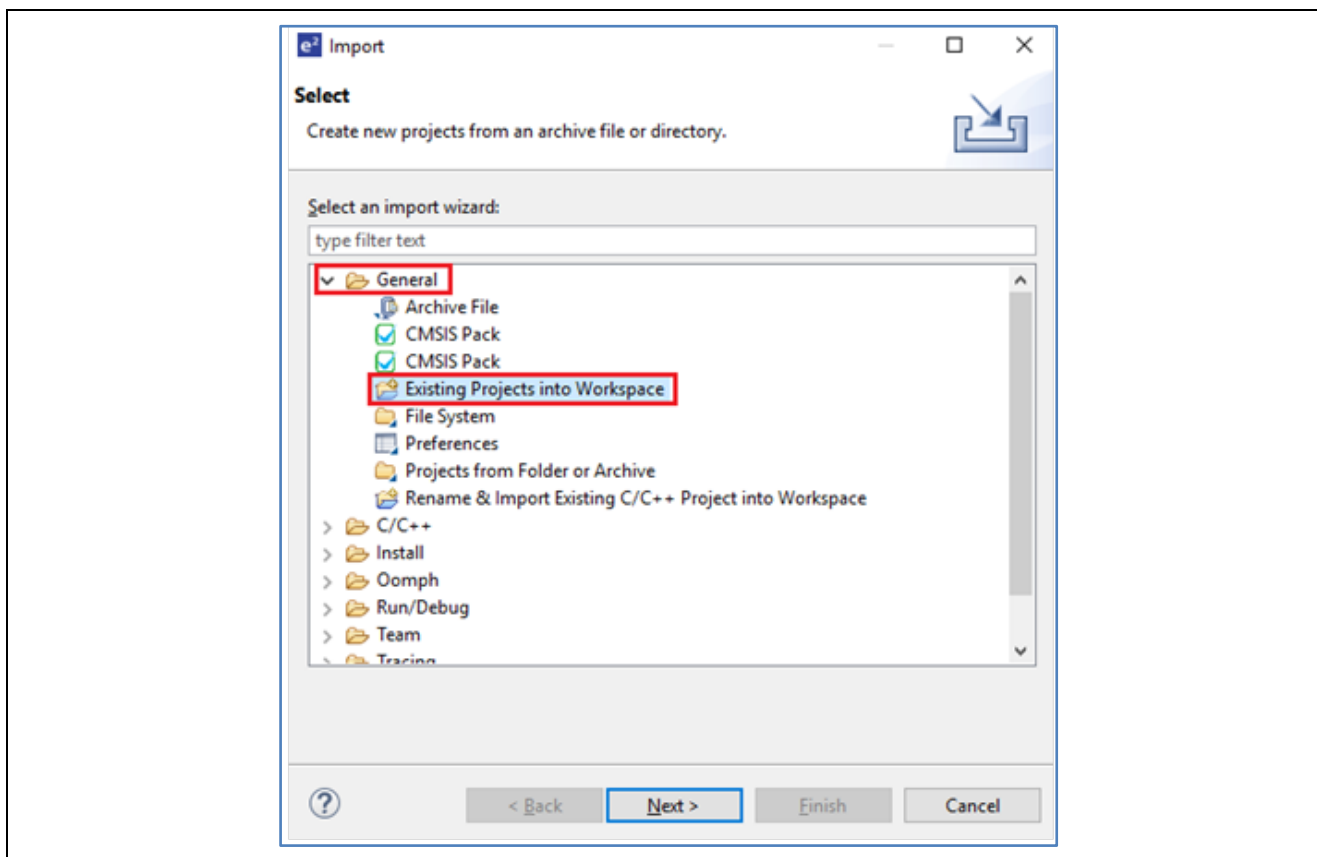 e² Import
Select
Create new projects from an archive file or directory.
Select an import wizard:
type filter text
General
Archive File
CMSIS Pack
CMSIS Pack
Existing Projects into Workspace
File System
Preferences
Projects from Folder or Archive
Rename & Import Existing C/C++ Project into Workspace
C/C++
Install
Oomph
Run/Debug
Team
Tracing
? < Back Next > Finish Cancel